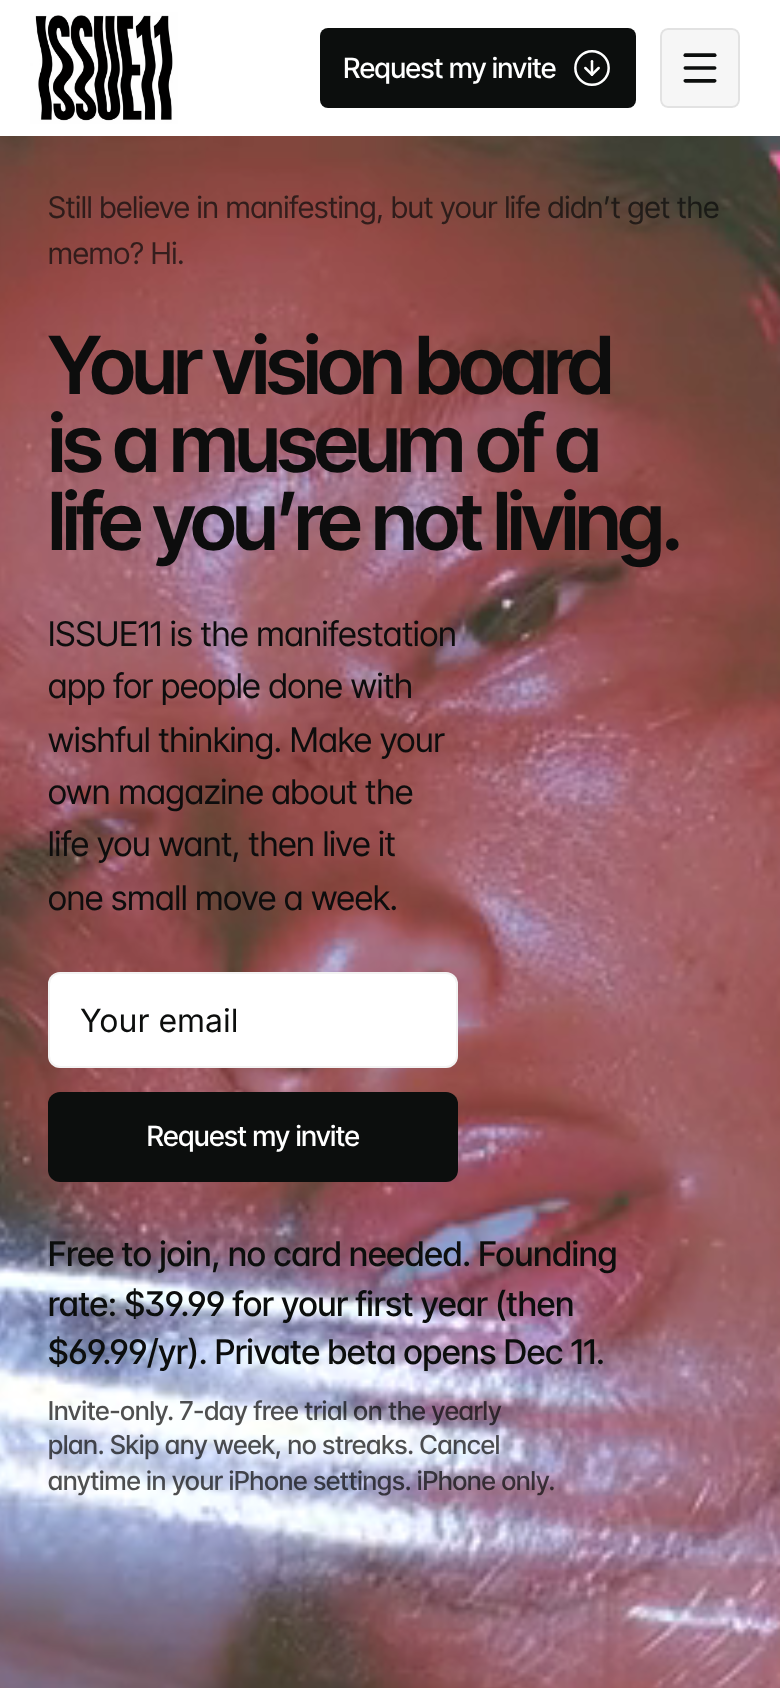 ISSUE11
Request my invite
Still believe in manifesting, but your life didn’t get the
memo? Hi.
Your vision board
is a museum of a
life you’re not living.
ISSUE11 is the manifestation
app for people done with
wishful thinking. Make your
own magazine about the
life you want, then live it
one small move a week.
Your email
Request my invite
Free to join, no card needed. Founding
rate: $39.99 for your first year (then
$69.99/yr). Private beta opens Dec 11.
Invite-only. 7-day free trial on the yearly
plan. Skip any week, no streaks. Cancel
anytime in your iPhone settings. iPhone only.